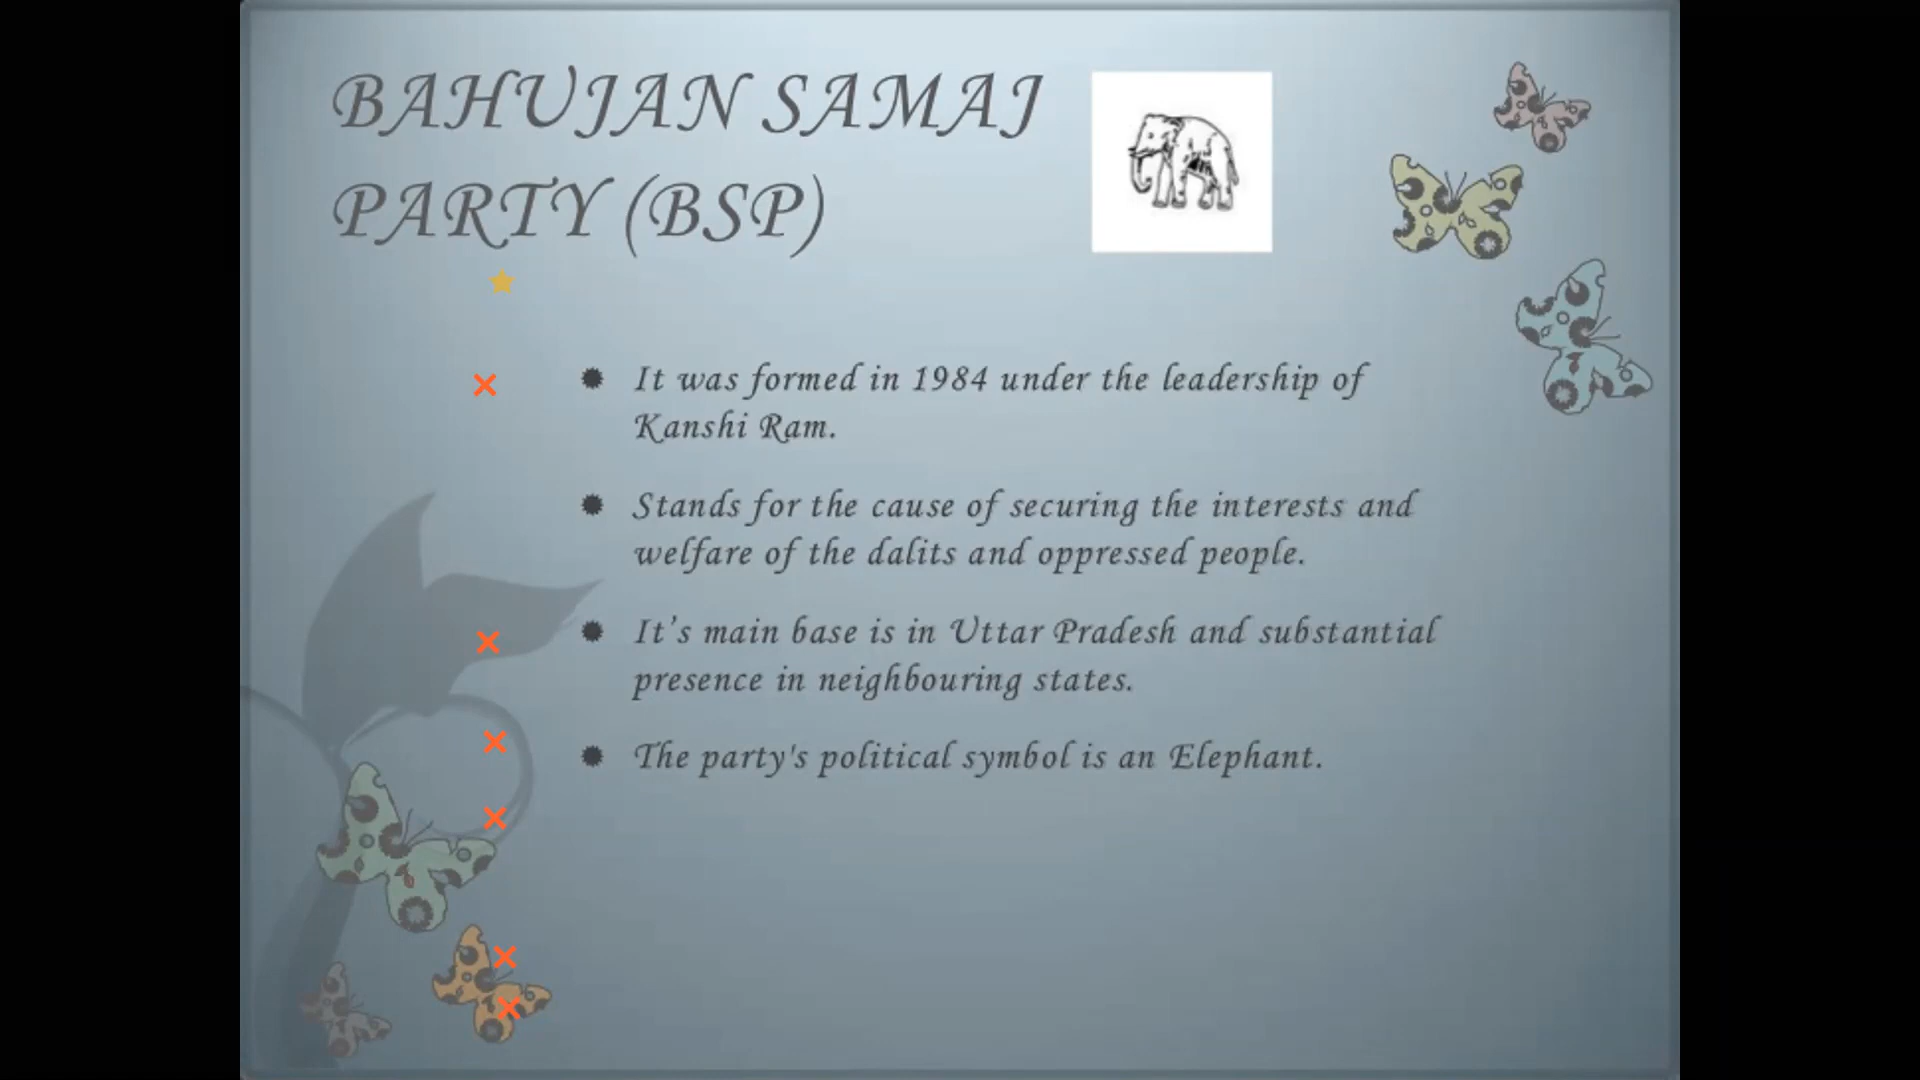 BAHUJAN SAMAJ
PARTY (BSP)
It was formed in 1984 under the leadership of
Kanshi Ram.
Stands for the cause of securing the interests and
welfare of the dalits and oppressed people.
It’s main base is in Uttar Pradesh and substantial
presence in neighbouring states.
The party's political symbol is an Elephant.